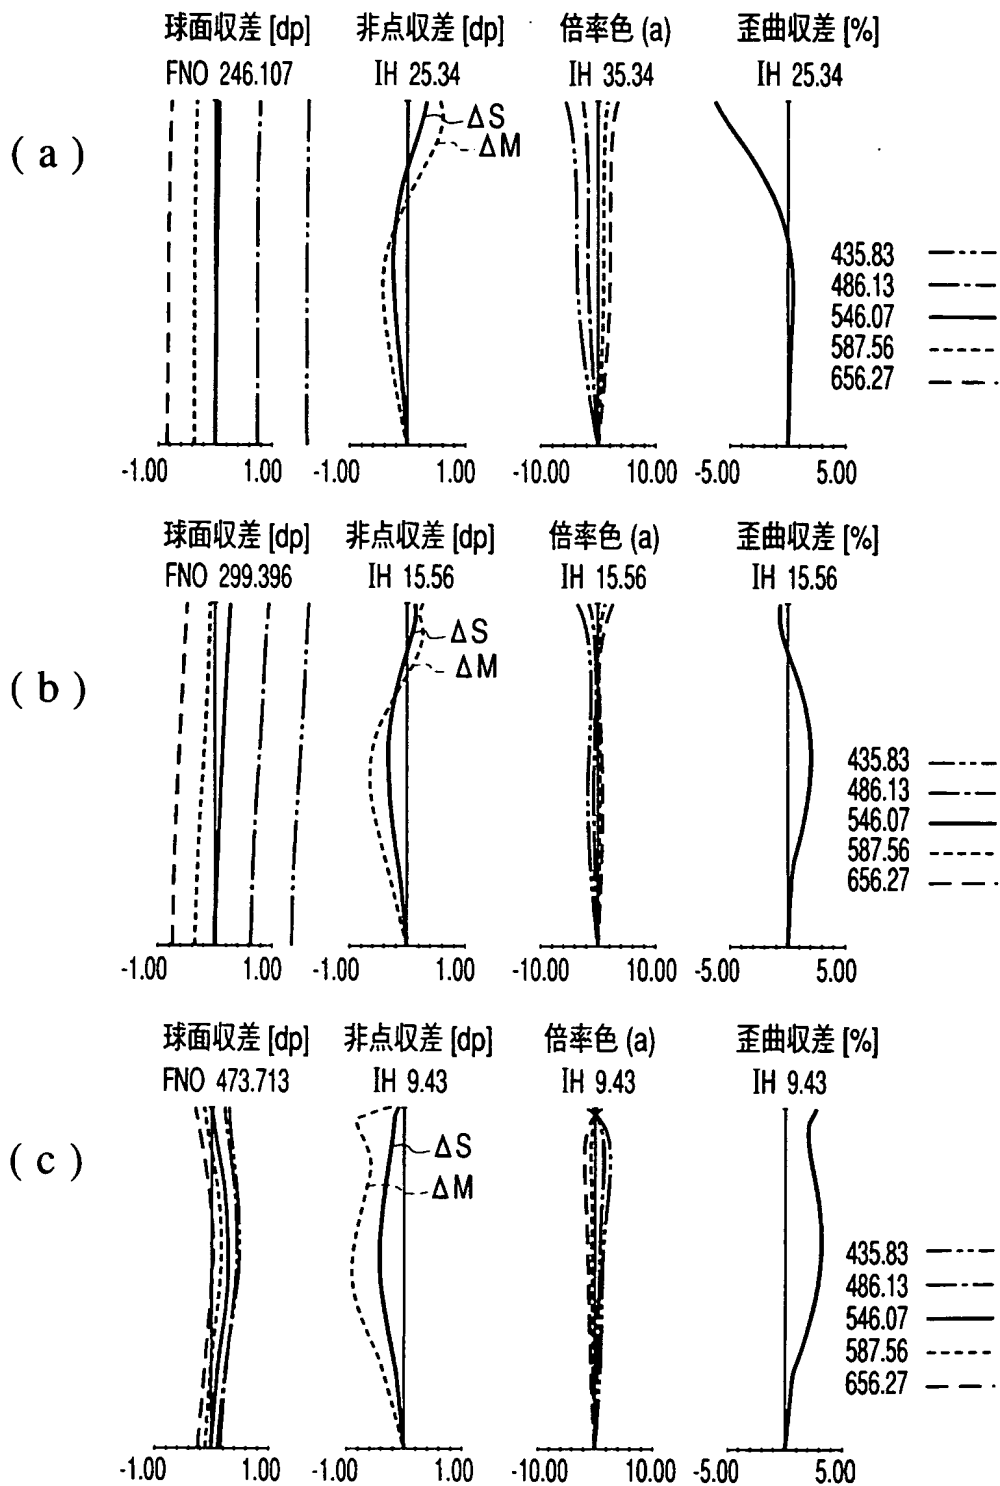 球面収差 [dp] 非点収差 [dp] 倍率色 (a) 歪曲収差 [%]
FNO 246.107 IH 25.34 IH 35.34 IH 25.34
(a)
ΔS
ΔM
435.83
486.13
546.07
587.56
656.27
-1.00 1.00 -1.00 1.00 -10.00 10.00 -5.00 5.00
球面収差 [dp] 非点収差 [dp] 倍率色 (a) 歪曲収差 [%]
FNO 299.396 IH 15.56 IH 15.56 IH 15.56
(b)
ΔS
ΔM
435.83
486.13
546.07
587.56
656.27
-1.00 1.00 -1.00 1.00 -10.00 10.00 -5.00 5.00
球面収差 [dp] 非点収差 [dp] 倍率色 (a) 歪曲収差 [%]
FNO 473.713 IH 9.43 IH 9.43 IH 9.43
(c)
ΔS
ΔM
435.83
486.13
546.07
587.56
656.27
-1.00 1.00 -1.00 1.00 -10.00 10.00 -5.00 5.00